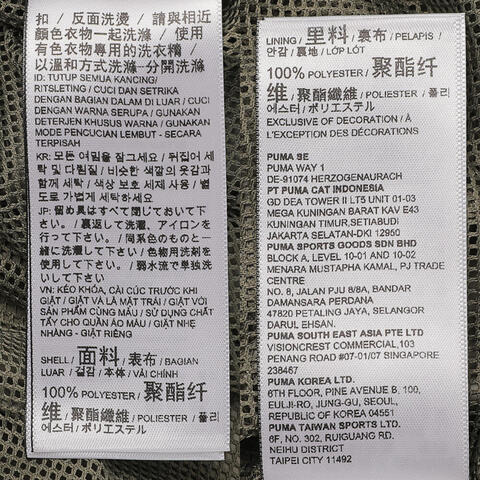 扣 / 反面洗燙 / 請與相近
顏色衣物一起洗滌 / 使用
有色衣物專用的洗衣精 /
以溫和方式洗滌 - 分開洗滌
ID: TUTUP SEMUA KANCING/
RITSLETING / CUCI DAN SETRIKA
DENGAN BAGIAN DALAM DI LUAR / CUCI
DENGAN WARNA SERUPA / GUNAKAN
DETERJEN KHUSUS WARNA / GUNAKAN
MODE PENCUCIAN LEMBUT - SECARA
TERPISAH
KR: 모든 여밈을 잠그세요 / 뒤집어 세
탁 및 다림질 / 비슷한 색깔의 옷감과
함께 세탁 / 색상 보호 세제 사용 / 별
도로 가볍게 세탁하세요
JP: 留め具はすべて閉じておいて下
さい。/ 裏返して洗濯、アイロンを
行って下さい。/ 同系色のものと一
緒に洗濯して下さい / 色物用洗剤を
使用して下さい。/ 弱水流で単独洗
いして下さい。
VN: KÉO KHÓA, CÀI CÚC TRƯỚC KHI
GIẶT / GIẶT VÀ LÀ MẶT TRÁI / GIẶT VỚI
SẢN PHẨM CÙNG MÀU / SỬ DỤNG CHẤT
TẨY CHO QUẦN ÁO MÀU / GIẶT NHẸ
NHÀNG - GIẶT RIÊNG
SHELL / 面料 / 表布 / BAGIAN
LUAR / 겉감 / 本体 / VẢI CHÍNH
100% POLYESTER / 聚酯纤
维 / 聚酯纖維 / POLIESTER / 폴리
에스터 / ポリエステル
LINING / 里料 / 裏布 / PELAPIS /
안감 / 裏地 / LỚP LÓT
100% POLYESTER / 聚酯纤
维 / 聚酯纖維 / POLIESTER / 폴리
에스터 / ポリエステル
EXCLUSIVE OF DECORATION / À
L'EXCEPTION DES DÉCORATIONS
PUMA SE
PUMA WAY 1
DE-91074 HERZOGENAURACH
PT PUMA CAT INDONESIA
GD DEA TOWER II LT5 UNIT 01-03
MEGA KUNINGAN BARAT KAV E43
KUNINGAN TIMUR,SETIABUDI
JAKARTA SELATAN-DKI 12950
PUMA SPORTS GOODS SDN BHD
BLOCK A, LEVEL 10-01 AND 10-02
MENARA MUSTAPHA KAMAL, PJ TRADE
CENTRE
NO. 8, JALAN PJU 8/8A, BANDAR
DAMANSARA PERDANA
47820 PETALING JAYA, SELANGOR
DARUL EHSAN.
PUMA SOUTH EAST ASIA PTE LTD
VISIONCREST COMMERCIAL,103
PENANG ROAD #07-01/07 SINGAPORE
238467
PUMA KOREA LTD.
6TH FLOOR, PINE AVENUE B, 100,
EULJI-RO, JUNG-GU, SEOUL,
REPUBLIC OF KOREA 04551
PUMA TAIWAN SPORTS LTD.
6F, NO. 302, RUIGUANG RD.
NEIHU DISTRICT
TAIPEI CITY 11492